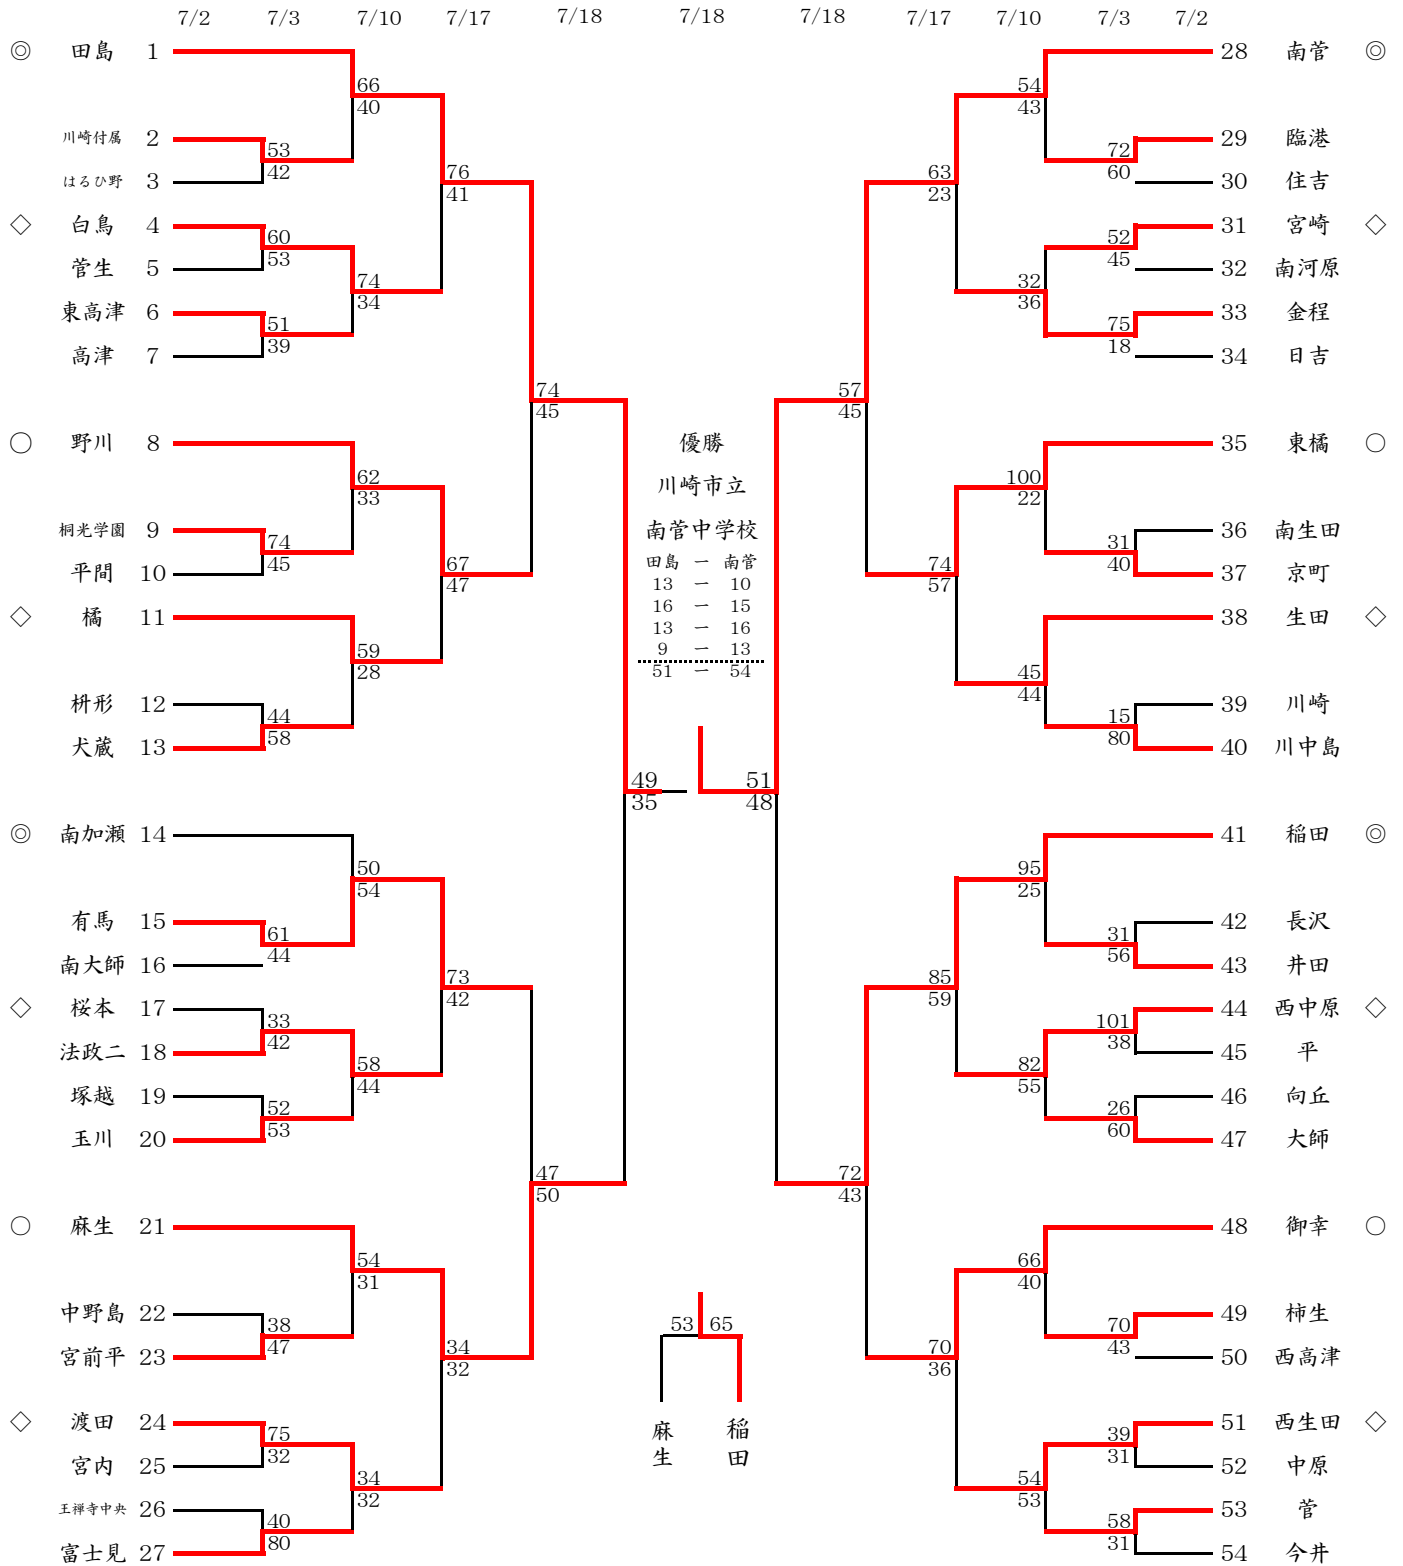 7/2 7/3 7/10 7/17 7/18 7/18 7/18 7/17 7/10 7/3 7/2
◎ 田島 1
66
40
川崎付属 2
53
42
はるひ野 3
76
41
◇ 白鳥 4
60
53
菅生 5
74
34
東高津 6
51
39
高津 7
74
45
○ 野川 8
62
33
桐光学園 9
74
45
平間 10
67
47
◇ 橘 11
59
28
枡形 12
44
58
犬蔵 13
49
35
◎ 南加瀬 14
50
54
有馬 15
61
44
南大師 16
73
42
◇ 桜本 17
33
42
法政二 18
58
44
塚越 19
52
53
玉川 20
47
50
○ 麻生 21
54
31
中野島 22
38
47
宮前平 23
34
32
◇ 渡田 24
75
32
宮内 25
34
32
王禅寺中央 26
40
80
富士見 27
優勝
川崎市立
南菅中学校
田島 ー 南菅
13 ー 10
16 ー 15
13 ー 16
9 ー 13
51 ー 54
53 65
麻生 稲田
28 南菅 ◎
54
43
29 臨港
72
60
30 住吉
63
23
31 宮崎 ◇
52
45
32 南河原
32
36
33 金程
75
18
34 日吉
57
45
35 東橘 ○
100
22
36 南生田
31
40
37 京町
74
57
38 生田 ◇
45
44
39 川崎
15
80
40 川中島
51
48
41 稲田 ◎
95
25
42 長沢
31
56
43 井田
85
59
44 西中原 ◇
101
38
45 平
82
55
46 向丘
26
60
47 大師
72
43
48 御幸 ○
66
40
49 柿生
70
43
50 西高津
70
36
51 西生田 ◇
39
31
52 中原
54
53
53 菅
58
31
54 今井